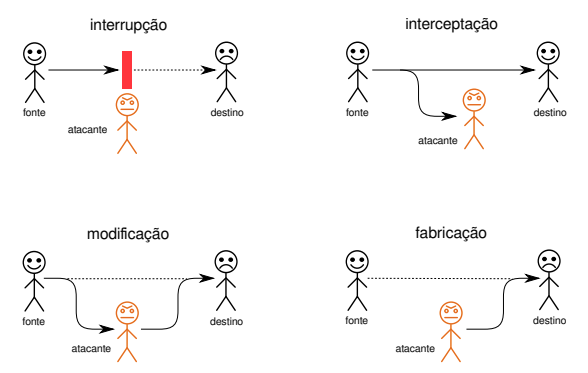 interrupção
fonte
atacante
destino
interceptação
fonte
atacante
destino
modificação
fonte
atacante
destino
fabricação
fonte
atacante
destino